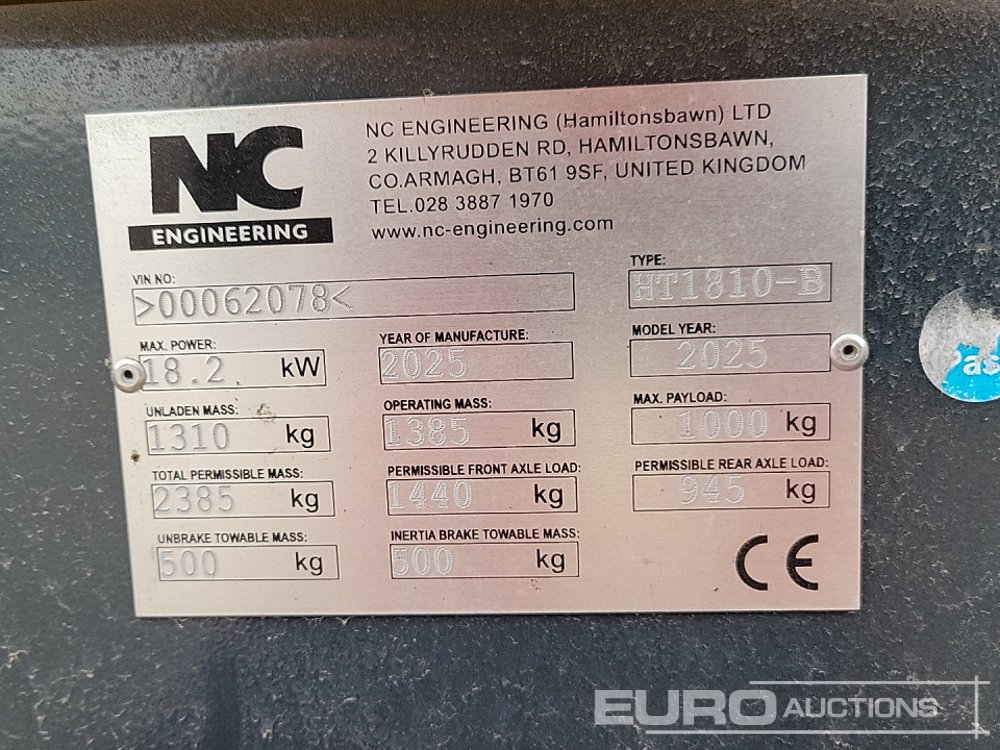 NC
ENGINEERING
NC ENGINEERING (Hamiltonsbawn) LTD
2 KILLYRUDDEN RD, HAMILTONSBAWN,
CO.ARMAGH, BT61 9SF, UNITED KINGDOM
TEL.028 3887 1970
www.nc-engineering.com
VIN NO:
>00062078<
TYPE:
HT1810-B
MAX. POWER:
18.2. kW
YEAR OF MANUFACTURE:
2025
MODEL YEAR:
2025
UNLADEN MASS:
1310 kg
OPERATING MASS:
1385 kg
MAX. PAYLOAD:
1000 kg
TOTAL PERMISSIBLE MASS:
2385 kg
PERMISSIBLE FRONT AXLE LOAD:
1440 kg
PERMISSIBLE REAR AXLE LOAD:
945 kg
UNBRAKE TOWABLE MASS:
500 kg
INERTIA BRAKE TOWABLE MASS:
500 kg
CE
EURO AUCTIONS